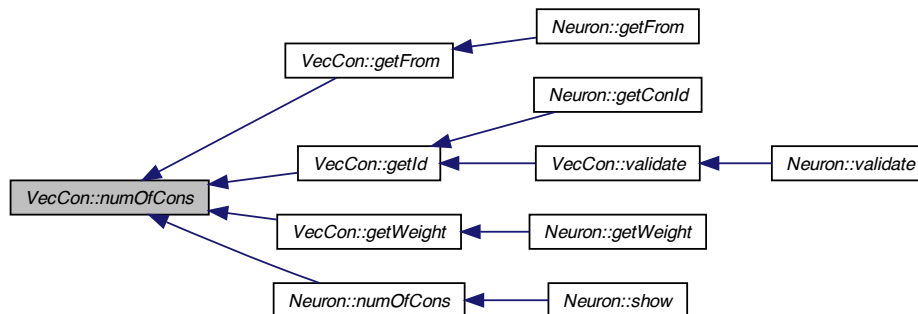 Neuron::getFrom
VecCon::getFrom
Neuron::getConId
VecCon::getId
VecCon::validate
Neuron::validate
VecCon::numOfCons
VecCon::getWeight
Neuron::getWeight
Neuron::numOfCons
Neuron::show